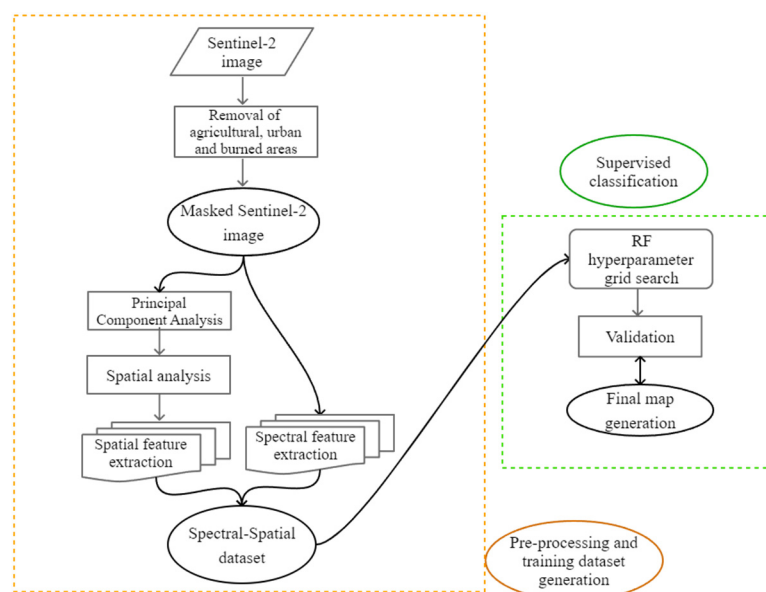 Sentinel-2
image
Removal of
agricultural, urban
and burned areas
Masked Sentinel-2
image
Principal
Component Analysis
Spatial analysis
Spatial feature
extraction
Spectral feature
extraction
Spectral-Spatial
dataset
Pre-processing and
training dataset
generation
Supervised
classification
RF
hyperparameter
grid search
Validation
Final map
generation